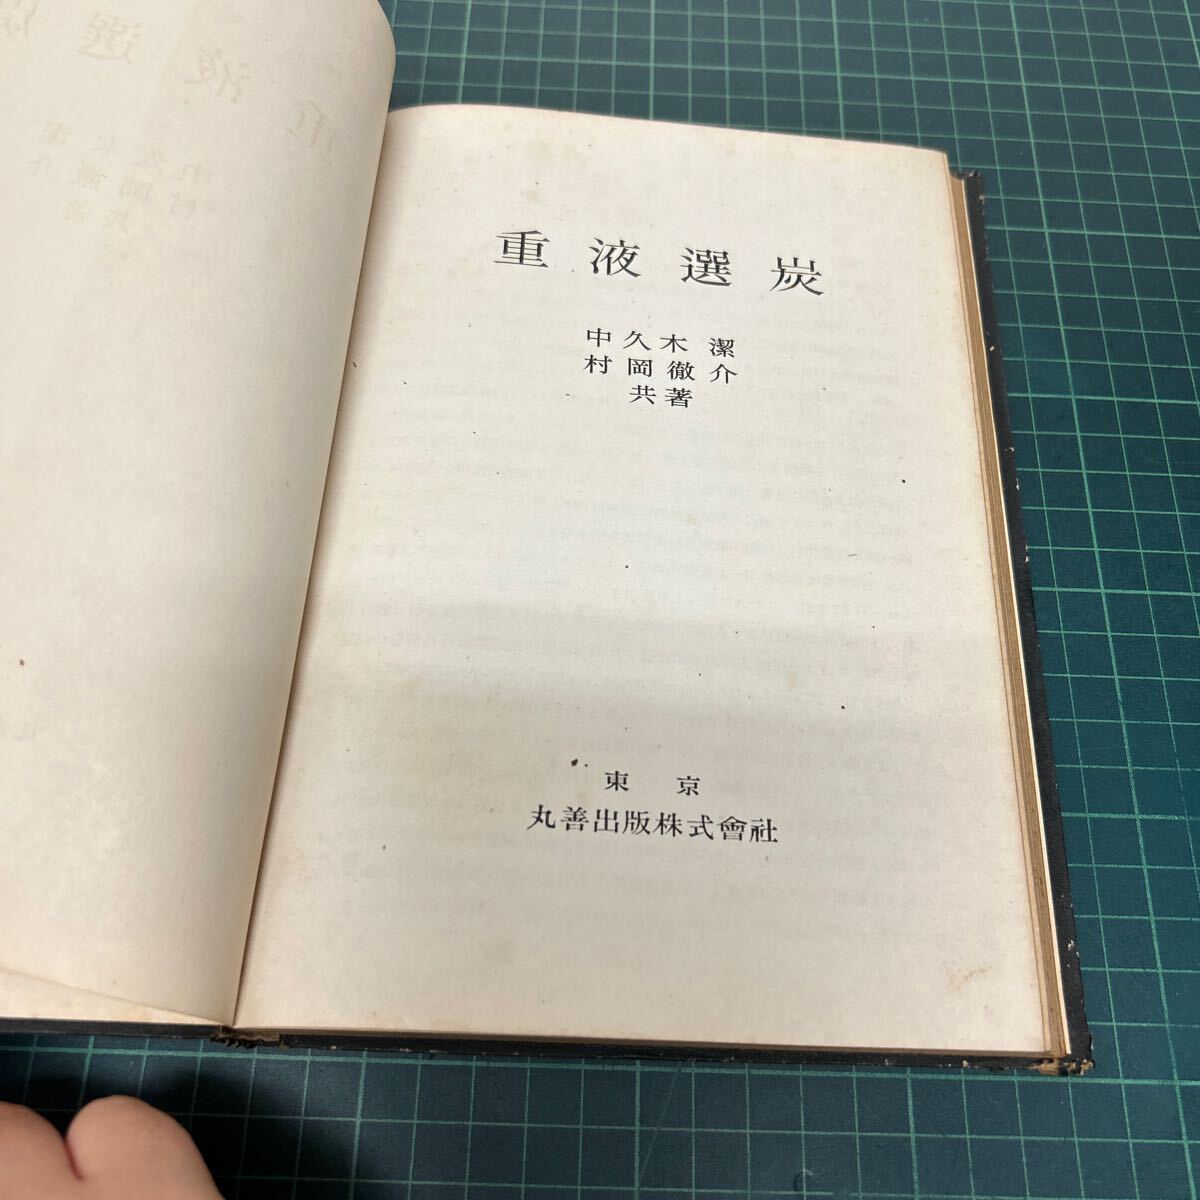 重液選炭
中久木 潔
村岡徹介
共著
東京
丸善出版株式會社